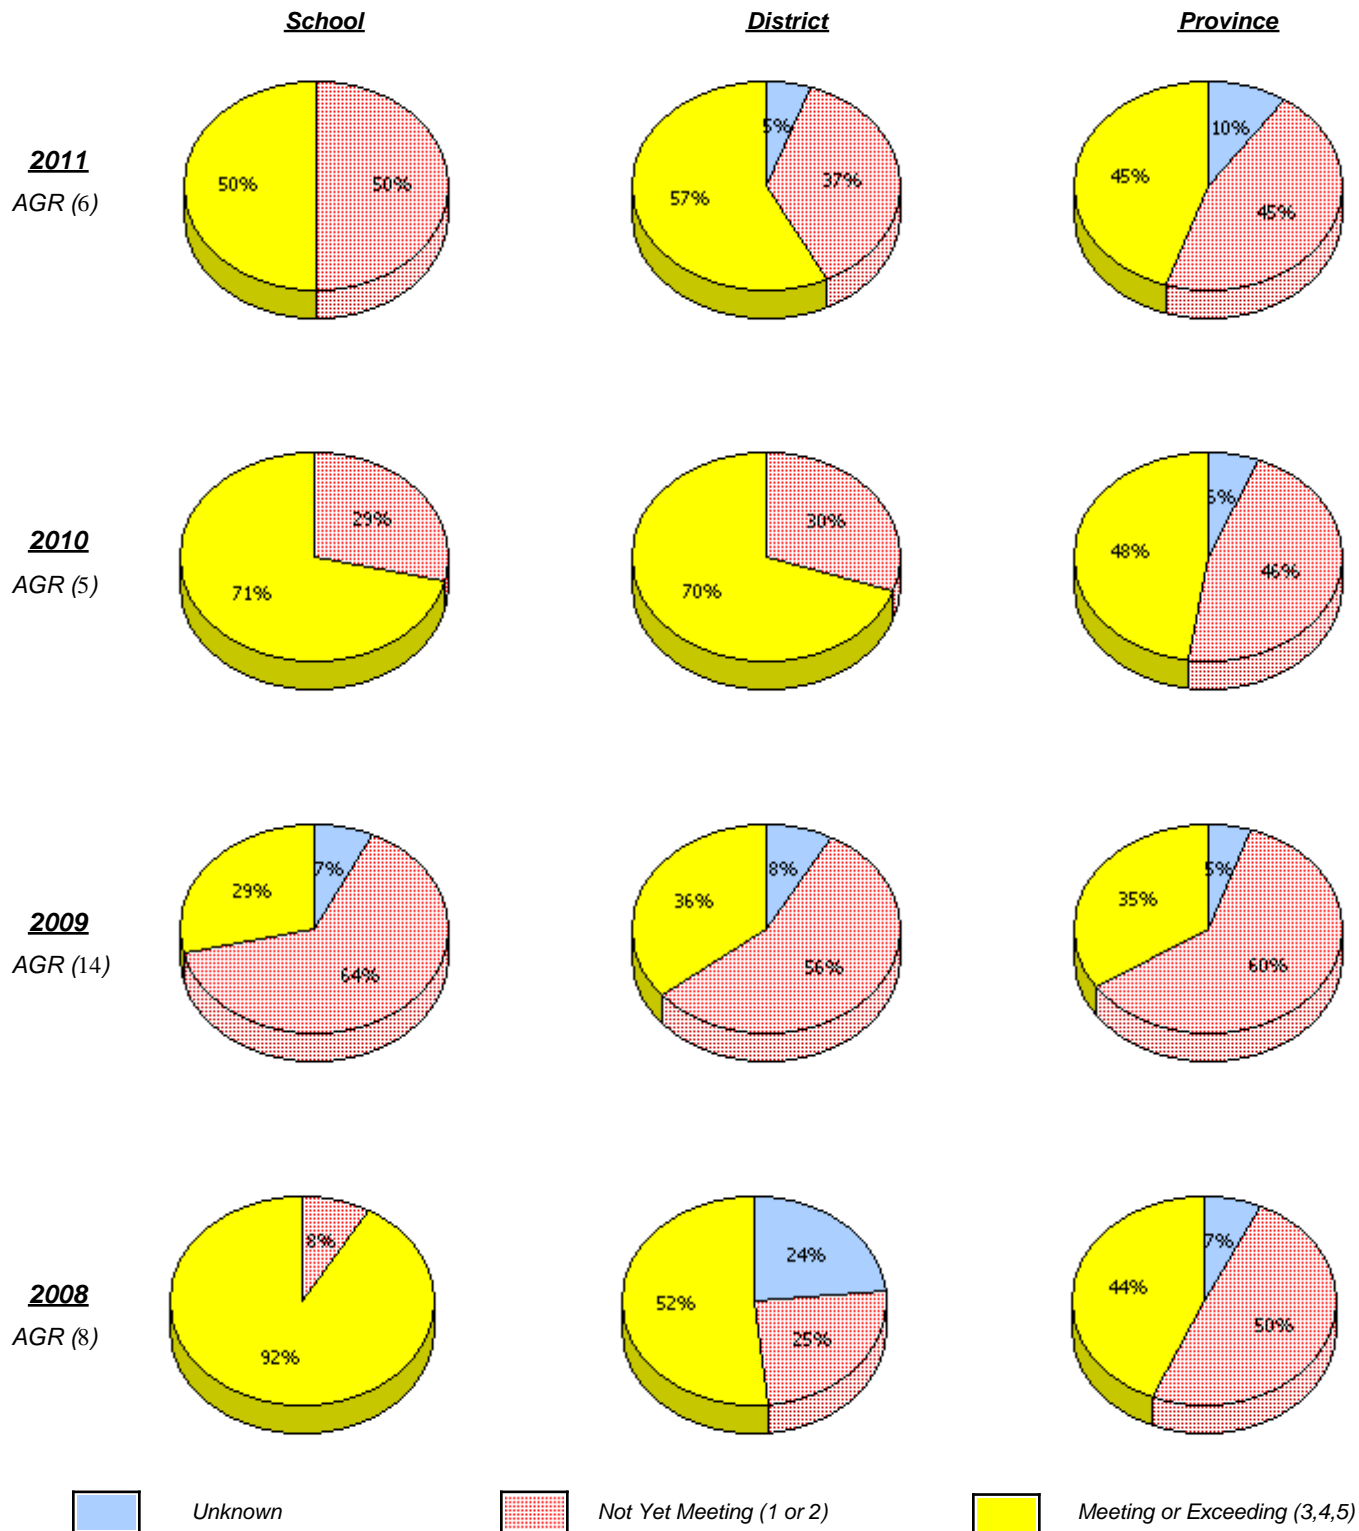 School District Province
2011
AGR (6)
50% 50%
5% 37% 57%
10% 45% 45%
2010
AGR (5)
29% 71%
30% 70%
6% 48% 46%
2009
AGR (14)
7% 29% 64%
8% 36% 56%
5% 35% 60%
2008
AGR (8)
8% 92%
24% 52% 25%
7% 44% 50%
Unknown Not Yet Meeting (1 or 2) Meeting or Exceeding (3,4,5)